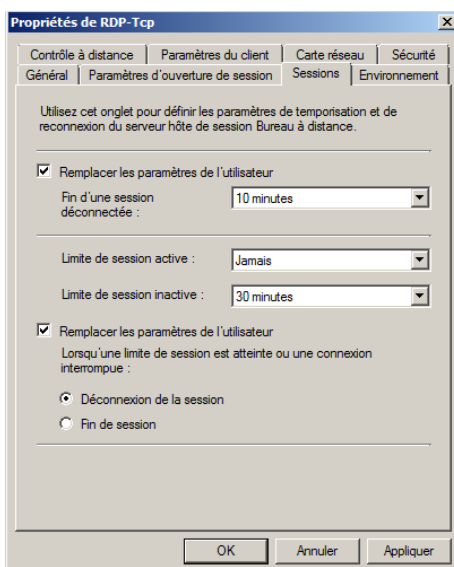 Propriétés de RDP-Tcp
Contrôle à distance
Paramètres du client
Carte réseau
Sécurité
Général
Paramètres d'ouverture de session
Sessions
Environnement
Utilisez cet onglet pour définir les paramètres de temporisation et de
reconnexion du serveur hôte de session Bureau à distance.
Remplacer les paramètres de l'utilisateur
Fin d'une session
déconnectée :
10 minutes
Limite de session active :
Jamais
Limite de session inactive :
30 minutes
Remplacer les paramètres de l'utilisateur
Lorsqu'une limite de session est atteinte ou une connexion
interrompue :
Déconnexion de la session
Fin de session
OK
Annuler
Appliquer